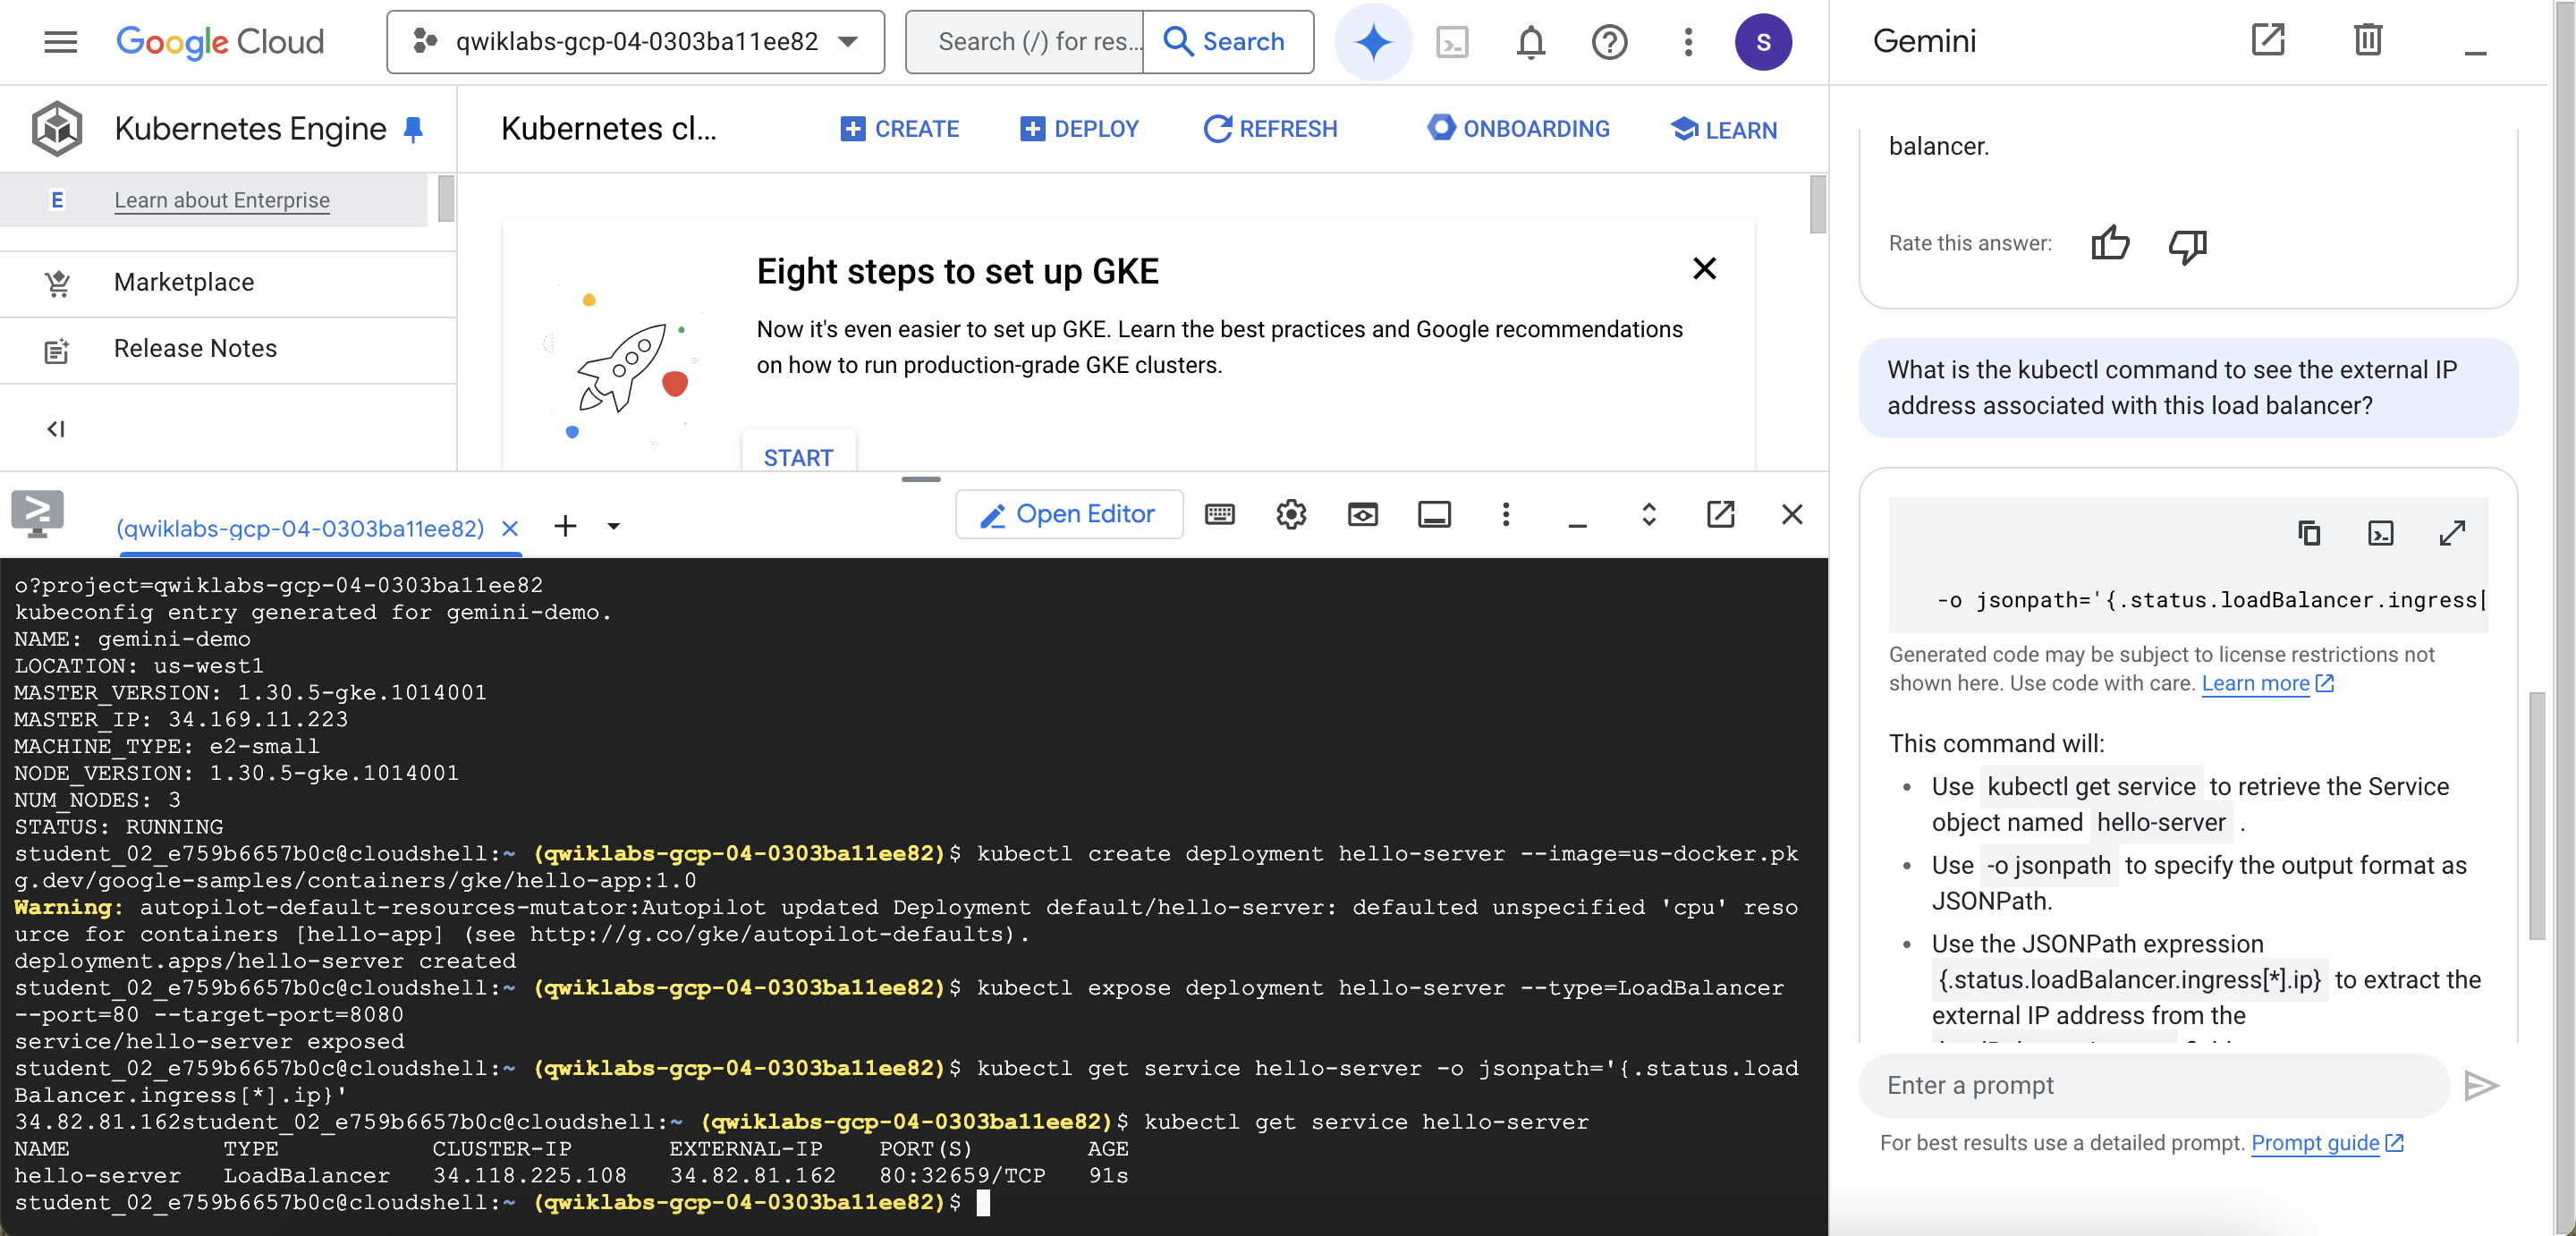 Google Cloud
qwiklabs-gcp-04-0303ba11ee82
Search (/) for res...
Search
S
Gemini
Kubernetes Engine
Kubernetes cl...
CREATE
DEPLOY
REFRESH
ONBOARDING
LEARN
E
Learn about Enterprise
Marketplace
Release Notes
Eight steps to set up GKE
Now it's even easier to set up GKE. Learn the best practices and Google recommendations
on how to run production-grade GKE clusters.
START
(qwiklabs-gcp-04-0303ba11ee82)
Open Editor
o?project=qwiklabs-gcp-04-0303ba11ee82
kubeconfig entry generated for gemini-demo.
NAME: gemini-demo
LOCATION: us-west1
MASTER_VERSION: 1.30.5-gke.1014001
MASTER_IP: 34.169.11.223
MACHINE_TYPE: e2-small
NODE_VERSION: 1.30.5-gke.1014001
NUM_NODES: 3
STATUS: RUNNING
student_02_e759b6657b0c@cloudshell:~ (qwiklabs-gcp-04-0303ba11ee82)$ kubectl create deployment hello-server --image=us-docker.pk
g.dev/google-samples/containers/gke/hello-app:1.0
Warning: autopilot-default-resources-mutator:Autopilot updated Deployment default/hello-server: defaulted unspecified 'cpu' reso
urce for containers [hello-app] (see http://g.co/gke/autopilot-defaults).
deployment.apps/hello-server created
student_02_e759b6657b0c@cloudshell:~ (qwiklabs-gcp-04-0303ba11ee82)$ kubectl expose deployment hello-server --type=LoadBalancer
--port=80 --target-port=8080
service/hello-server exposed
student_02_e759b6657b0c@cloudshell:~ (qwiklabs-gcp-04-0303ba11ee82)$ kubectl get service hello-server -o jsonpath='{.status.load
Balancer.ingress[*].ip}'
34.82.81.162student_02_e759b6657b0c@cloudshell:~ (qwiklabs-gcp-04-0303ba11ee82)$ kubectl get service hello-server
NAME TYPE CLUSTER-IP EXTERNAL-IP PORT(S) AGE
hello-server LoadBalancer 34.118.225.108 34.82.81.162 80:32659/TCP 91s
student_02_e759b6657b0c@cloudshell:~ (qwiklabs-gcp-04-0303ba11ee82)$
balancer.
Rate this answer:
What is the kubectl command to see the external IP
address associated with this load balancer?
-o jsonpath='{.status.loadBalancer.ingress[
Generated code may be subject to license restrictions not
shown here. Use code with care. Learn more
This command will:
• Use kubectl get service to retrieve the Service
object named hello-server .
• Use -o jsonpath to specify the output format as
JSONPath.
• Use the JSONPath expression
{.status.loadBalancer.ingress[*].ip} to extract the
external IP address from the
Enter a prompt
For best results use a detailed prompt. Prompt guide